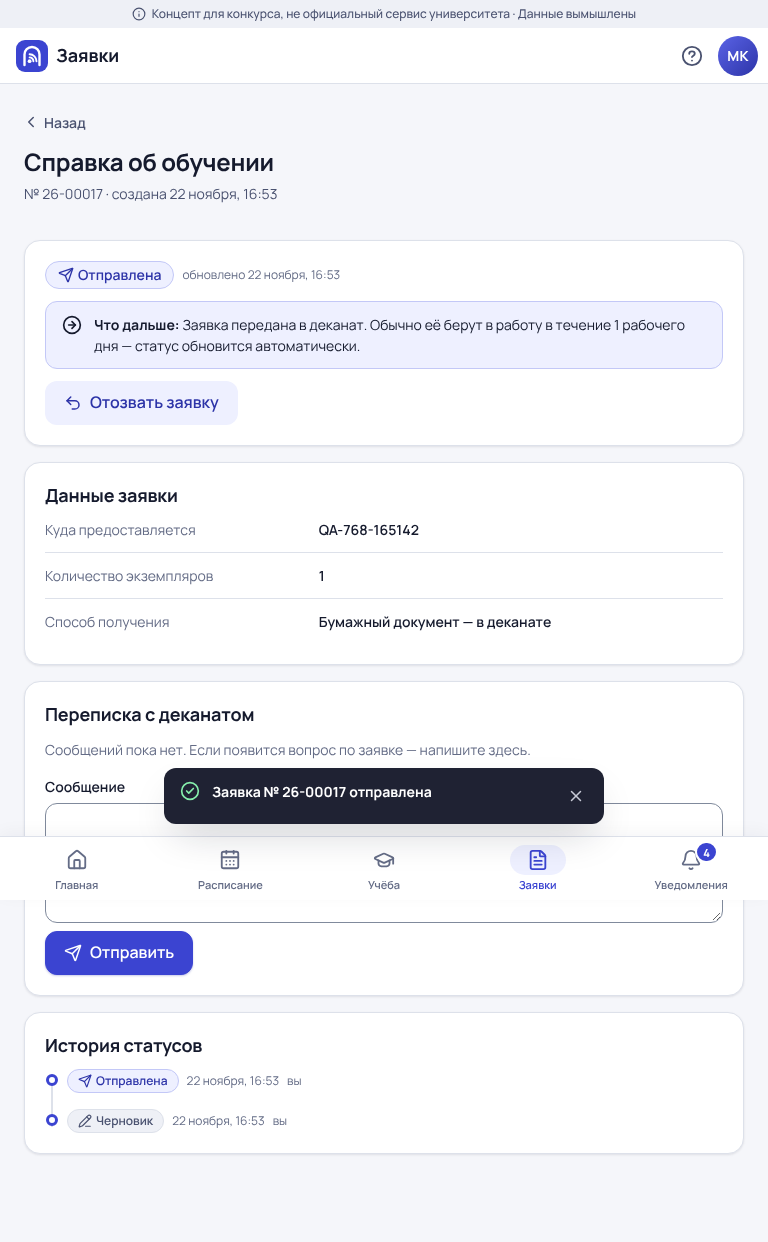 Концепт для конкурса, не официальный сервис университета · Данные вымышлены
Заявки
МК
Назад
Справка об обучении
№ 26-00017 · создана 22 ноября, 16:53
Отправлена
обновлено 22 ноября, 16:53
Что дальше: Заявка передана в деканат. Обычно её берут в работу в течение 1 рабочего
дня — статус обновится автоматически.
Отозвать заявку
Данные заявки
Куда предоставляется
QA-768-165142
Количество экземпляров
1
Способ получения
Бумажный документ — в деканате
Переписка с деканатом
Сообщений пока нет. Если появится вопрос по заявке — напишите здесь.
Сообщение
Заявка № 26-00017 отправлена
Главная
Расписание
Учёба
Заявки
4
Уведомления
Отправить
История статусов
Отправлена
22 ноября, 16:53 вы
Черновик
22 ноября, 16:53 вы